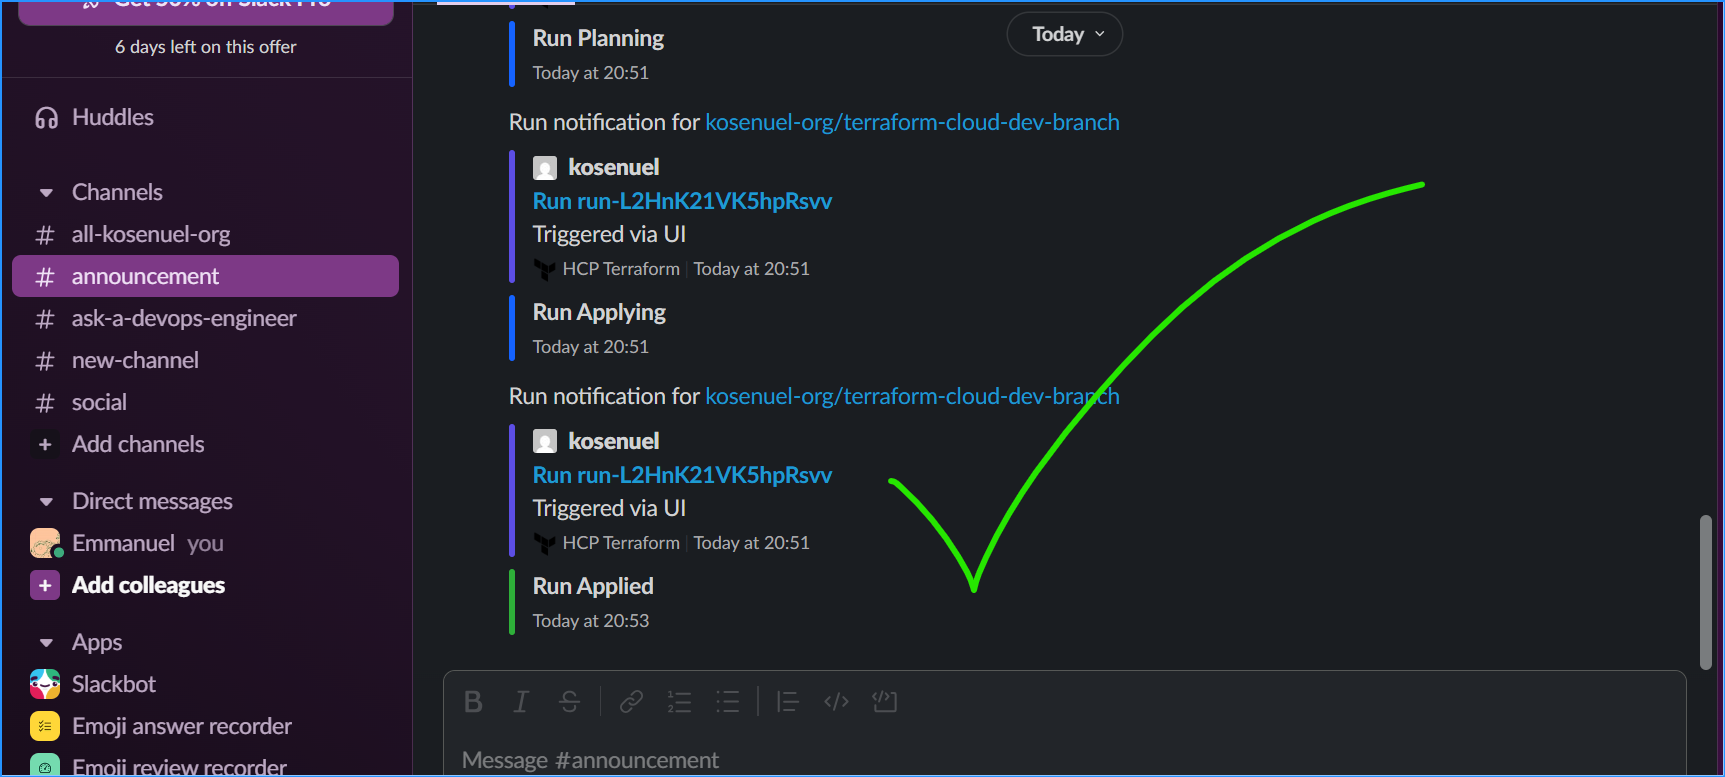 Get 50% off Slack Pro
6 days left on this offer
Huddles
Channels
# all-kosenuel-org
# announcement
# ask-a-devops-engineer
# new-channel
# social
+ Add channels
Direct messages
Emmanuel you
+ Add colleagues
Apps
Slackbot
Emoji answer recorder
Emoji review recorder
Today
Run Planning
Today at 20:51
Run notification for kosenuel-org/terraform-cloud-dev-branch
kosenuel
Run run-L2HnK21VK5hpRsvv
Triggered via UI
HCP Terraform | Today at 20:51
Run Applying
Today at 20:51
Run notification for kosenuel-org/terraform-cloud-dev-branch
kosenuel
Run run-L2HnK21VK5hpRsvv
Triggered via UI
HCP Terraform | Today at 20:51
Run Applied
Today at 20:53
Message #announcement